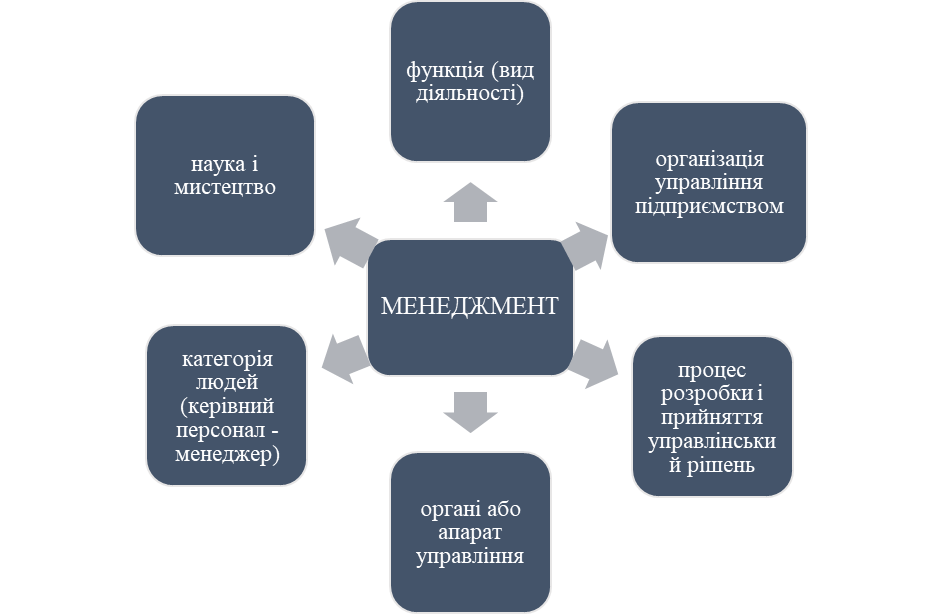 функція (вид
діяльності)
наука і
мистецтво
організація
управління
підприємством
МЕНЕДЖМЕНТ
категорія
людей
(керівний
персонал -
менеджер)
процес
розробки і
прийняття
управлінськи
й рішень
органі або
апарат
управління